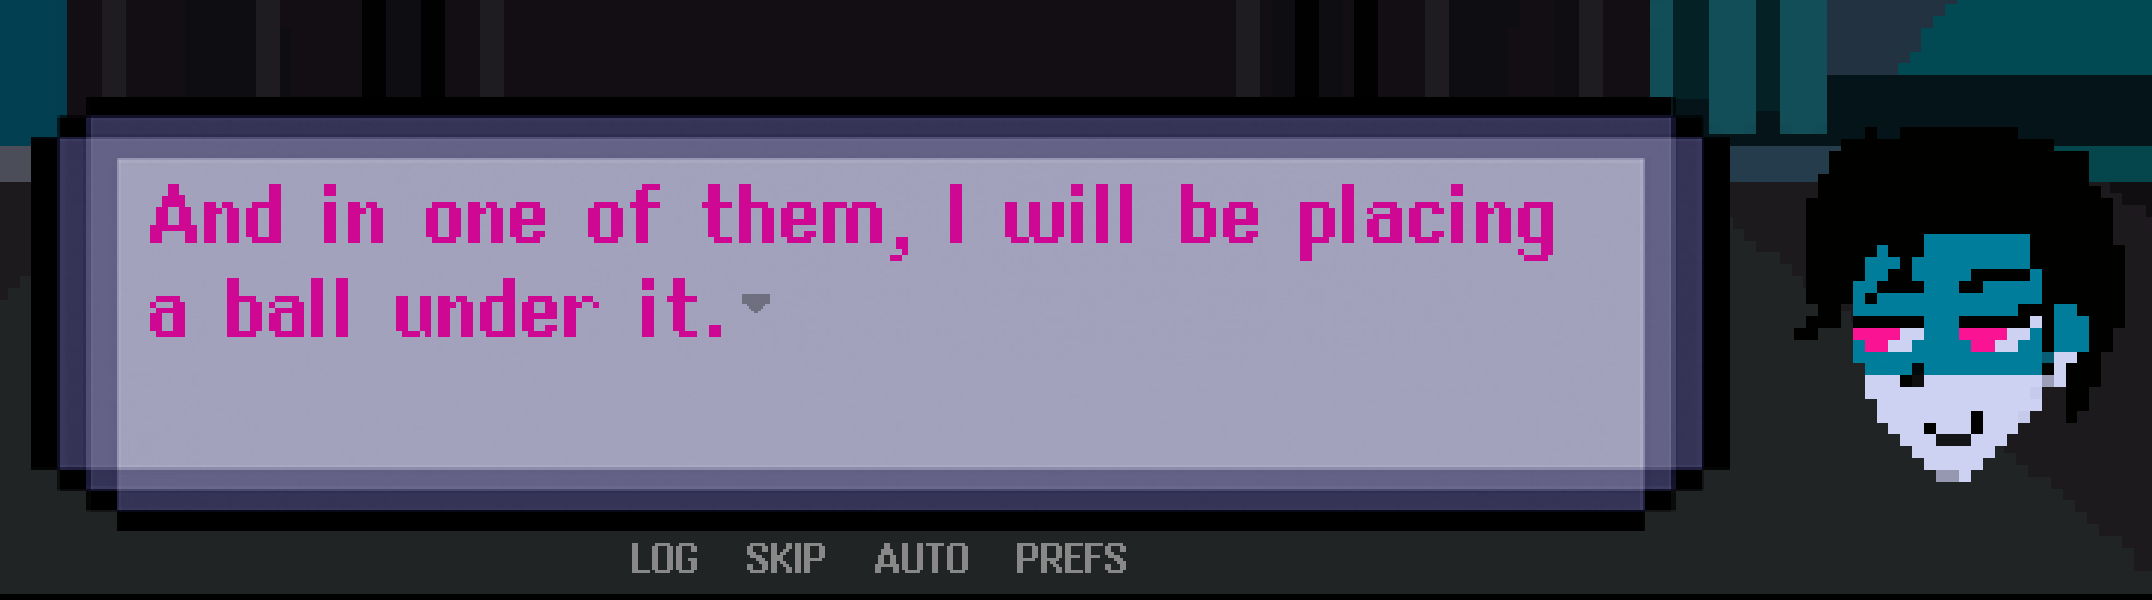 And in one of them, I will be placing
a ball under it.
LOG SKIP AUTO PREFS